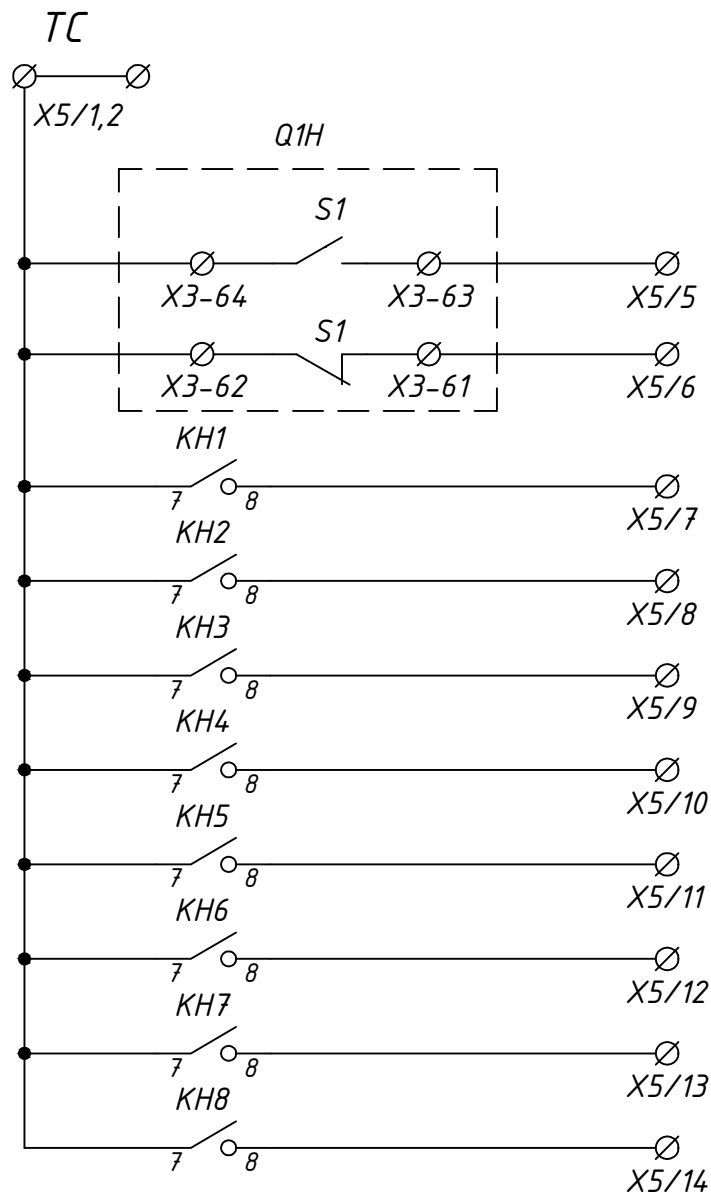 ТС
X5/1,2
Q1H
S1
X3-64 X3-63 X5/5
S1
X3-62 X3-61 X5/6
KH1
7 8 X5/7
KH2
7 8 X5/8
KH3
7 8 X5/9
KH4
7 8 X5/10
KH5
7 8 X5/11
KH6
7 8 X5/12
KH7
7 8 X5/13
KH8
7 8 X5/14